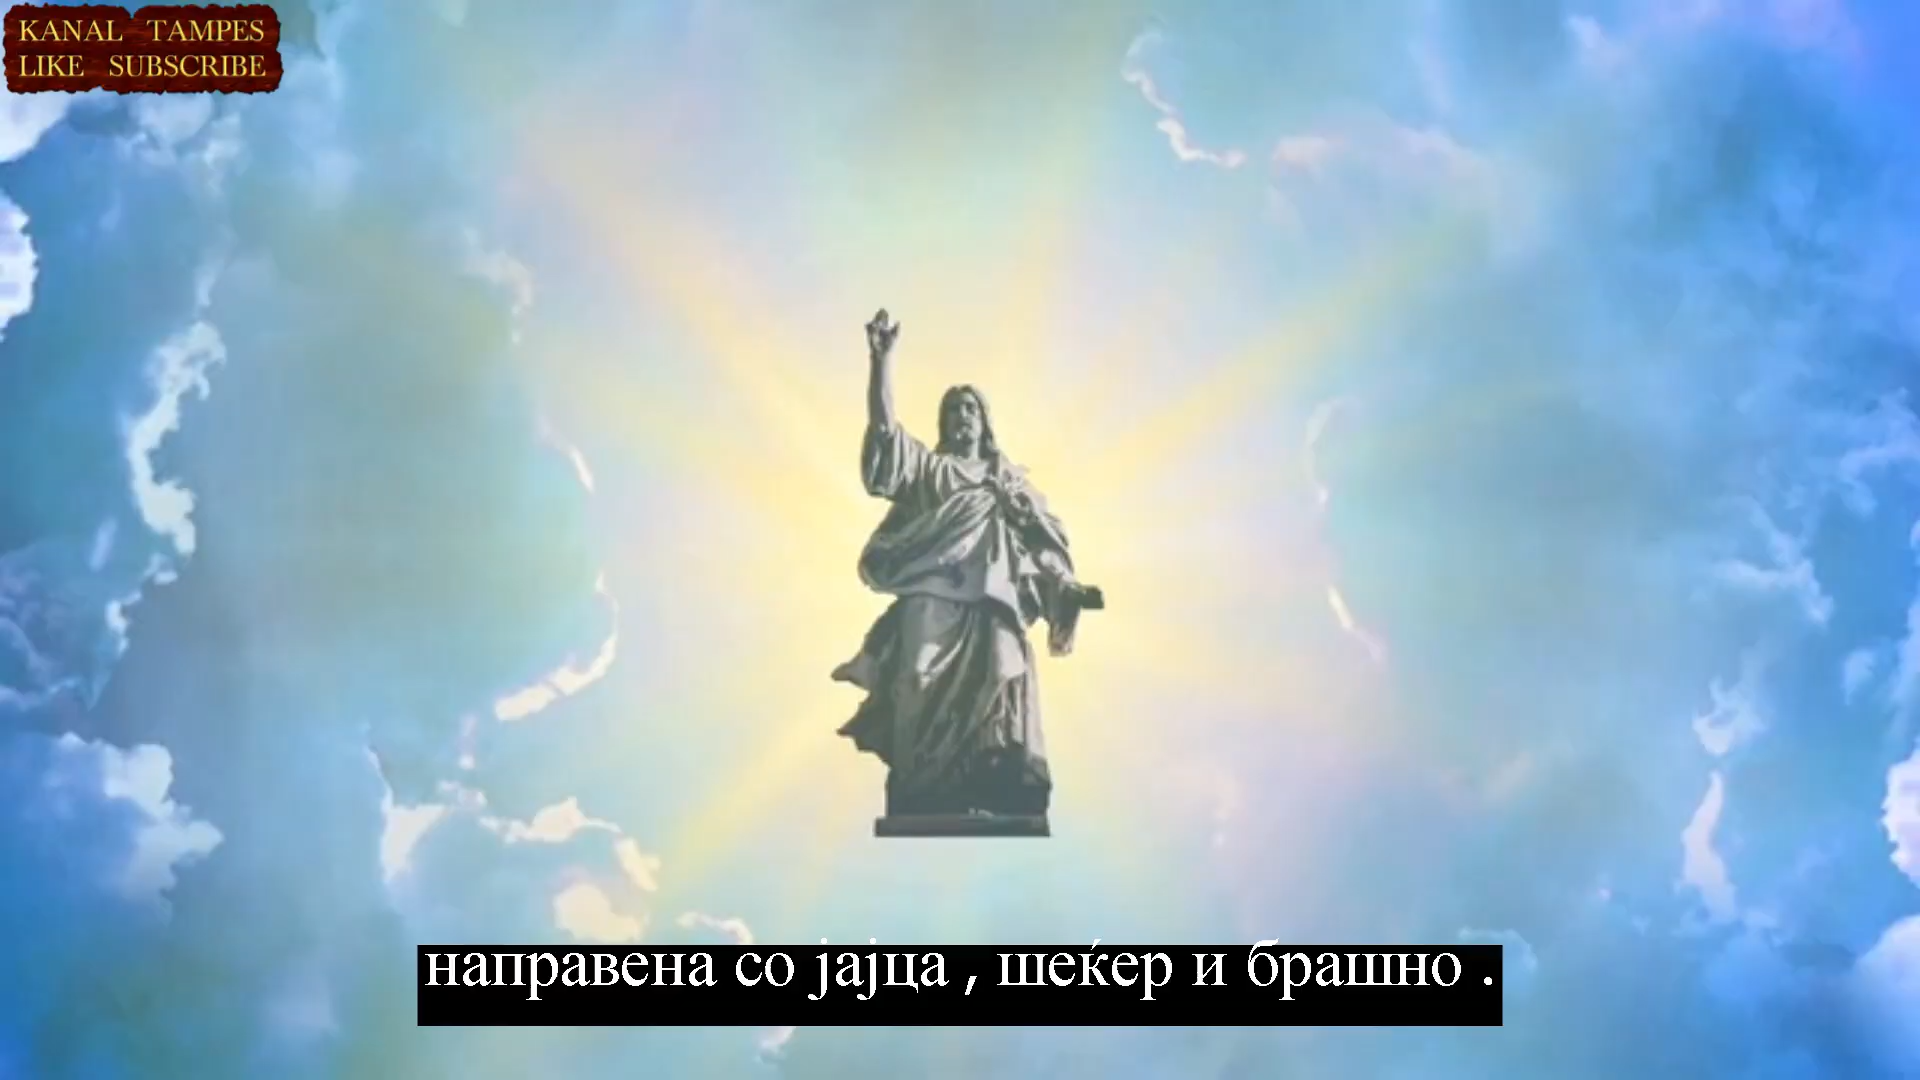 KANAL TAMPES
LIKE SUBSCRIBE
направена со јајца , шеќер и брашно .